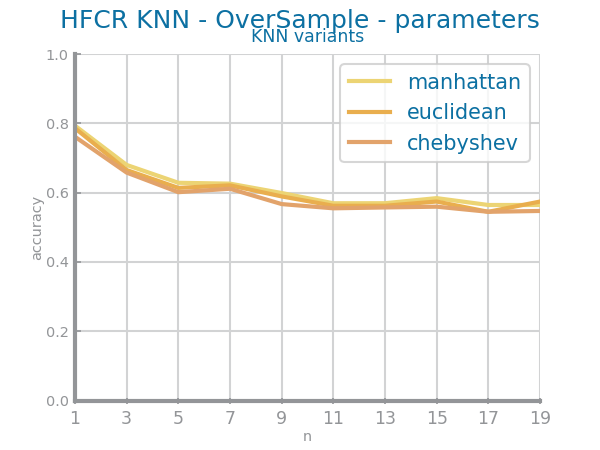 HFCR KNN - OverSample - parameters
KNN variants
manhattan
euclidean
chebyshev
accuracy
1.0
0.8
0.6
0.4
0.2
0.0
1 3 5 7 9 11 13 15 17 19
n